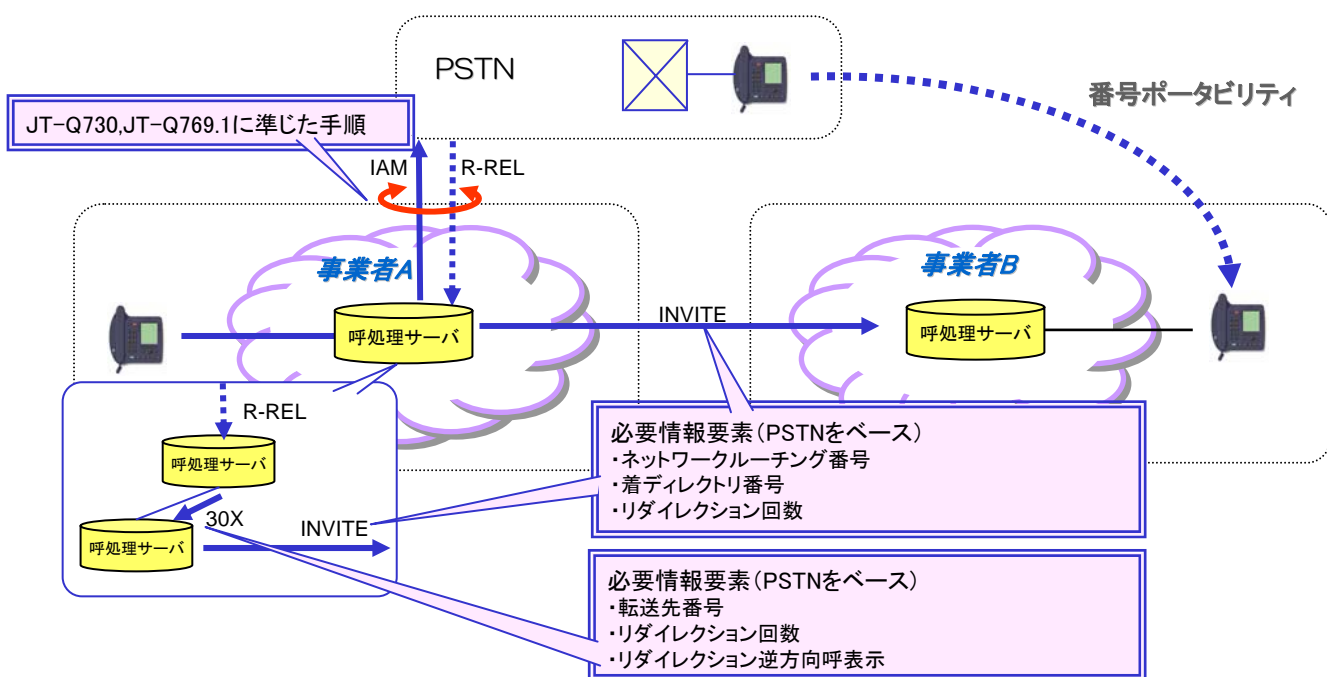 PSTN
番号ポータビリティ
JT-Q730,JT-Q769.1に準じた手順
IAM
R-REL
事業者A
事業者B
呼処理サーバ
INVITE
呼処理サーバ
R-REL
呼処理サーバ
30X
INVITE
呼処理サーバ
必要情報要素(PSTNをベース)
・ネットワークルーチング番号
・着ディレクトリ番号
・リダイレクション回数
必要情報要素(PSTNをベース)
・転送先番号
・リダイレクション回数
・リダイレクション逆方向呼表示